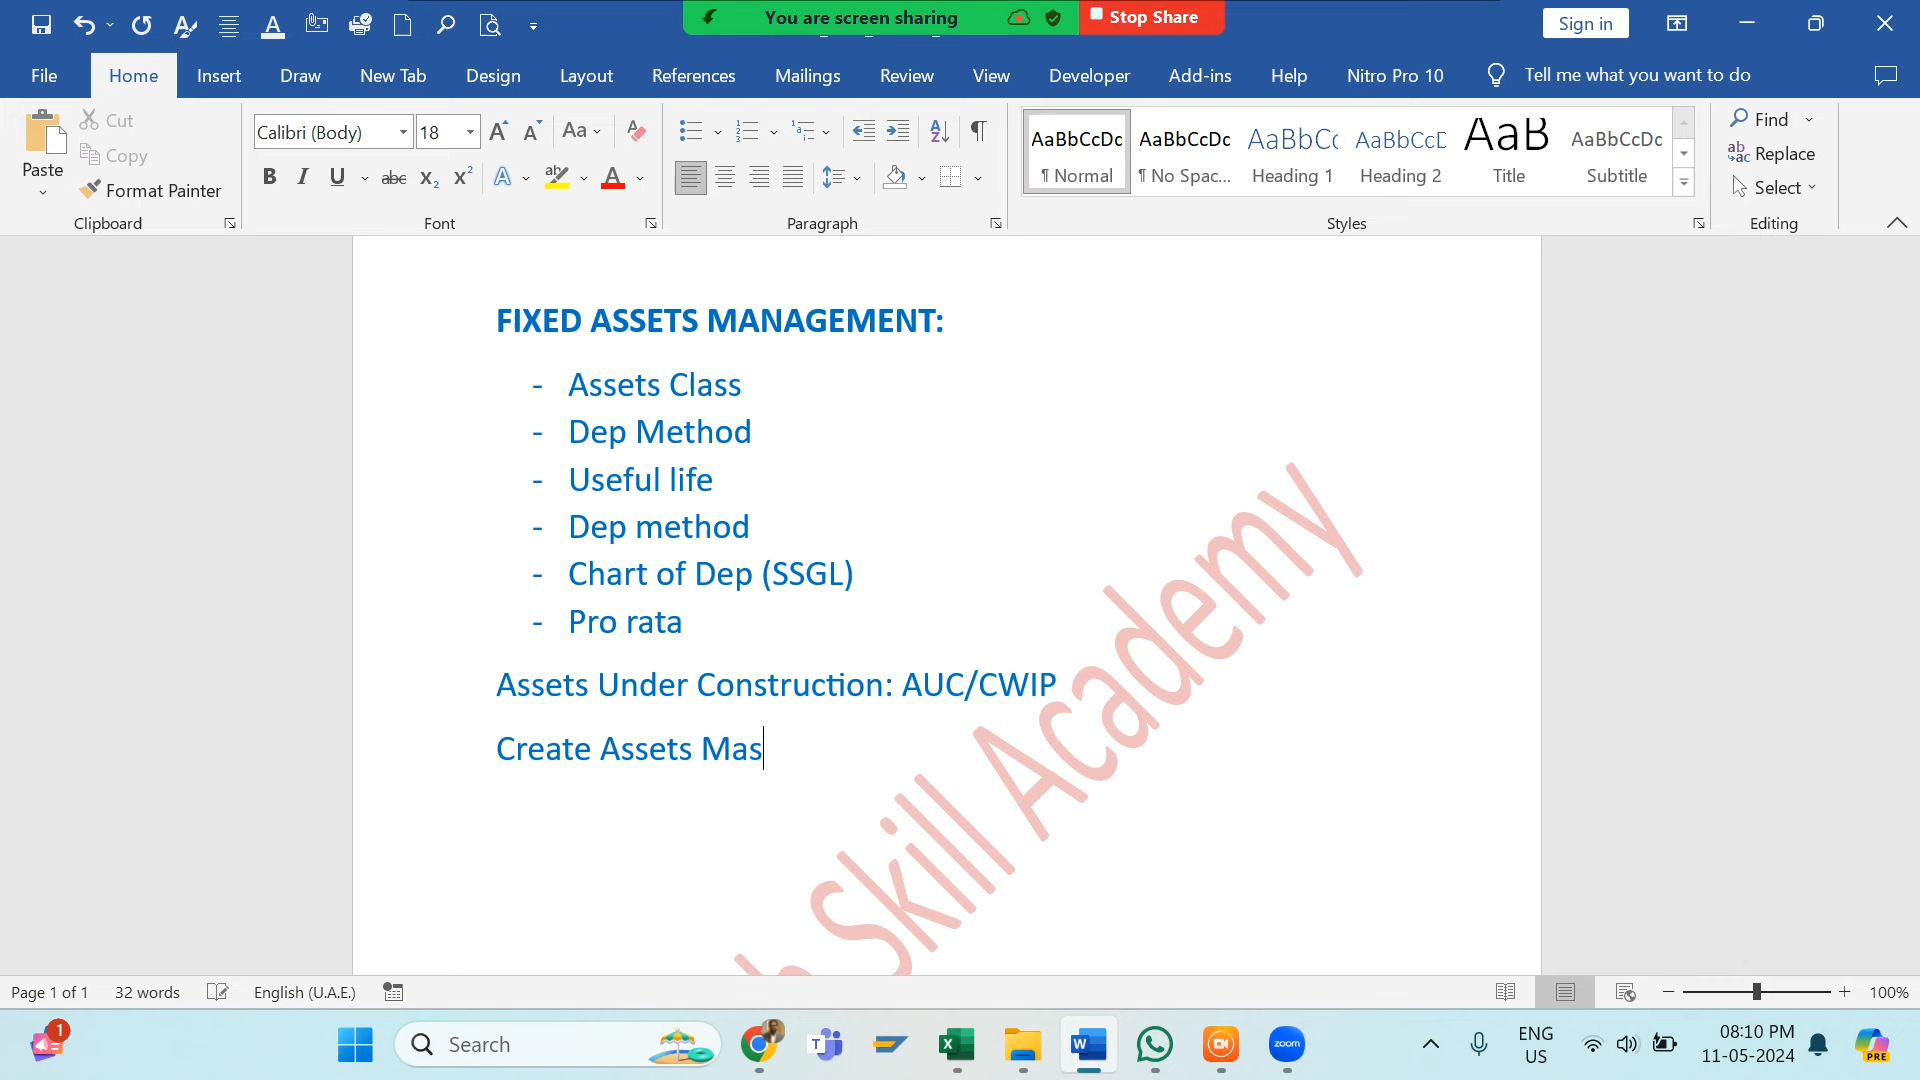 You are screen sharing
Stop Share
Sign in
File Home Insert Draw New Tab Design Layout References Mailings Review View Developer Add-ins Help Nitro Pro 10 Tell me what you want to do
Paste
Cut
Copy
Format Painter
Clipboard
Calibri (Body) 18
Font
Paragraph
AaBbCcDc AaBbCcDc AaBbCc AaBbCcD AaB AaBbCcDc
¶ Normal ¶ No Spac... Heading 1 Heading 2 Title Subtitle
Styles
Find
Replace
Select
Editing
FIXED ASSETS MANAGEMENT:
- Assets Class
- Dep Method
- Useful life
- Dep method
- Chart of Dep (SSGL)
- Pro rata
Assets Under Construction: AUC/CWIP
Create Assets Mas
Skill Academy
Page 1 of 1 32 words English (U.A.E.) 100%
1
Search
zoom
ENG
US
08:10 PM
11-05-2024
PRE